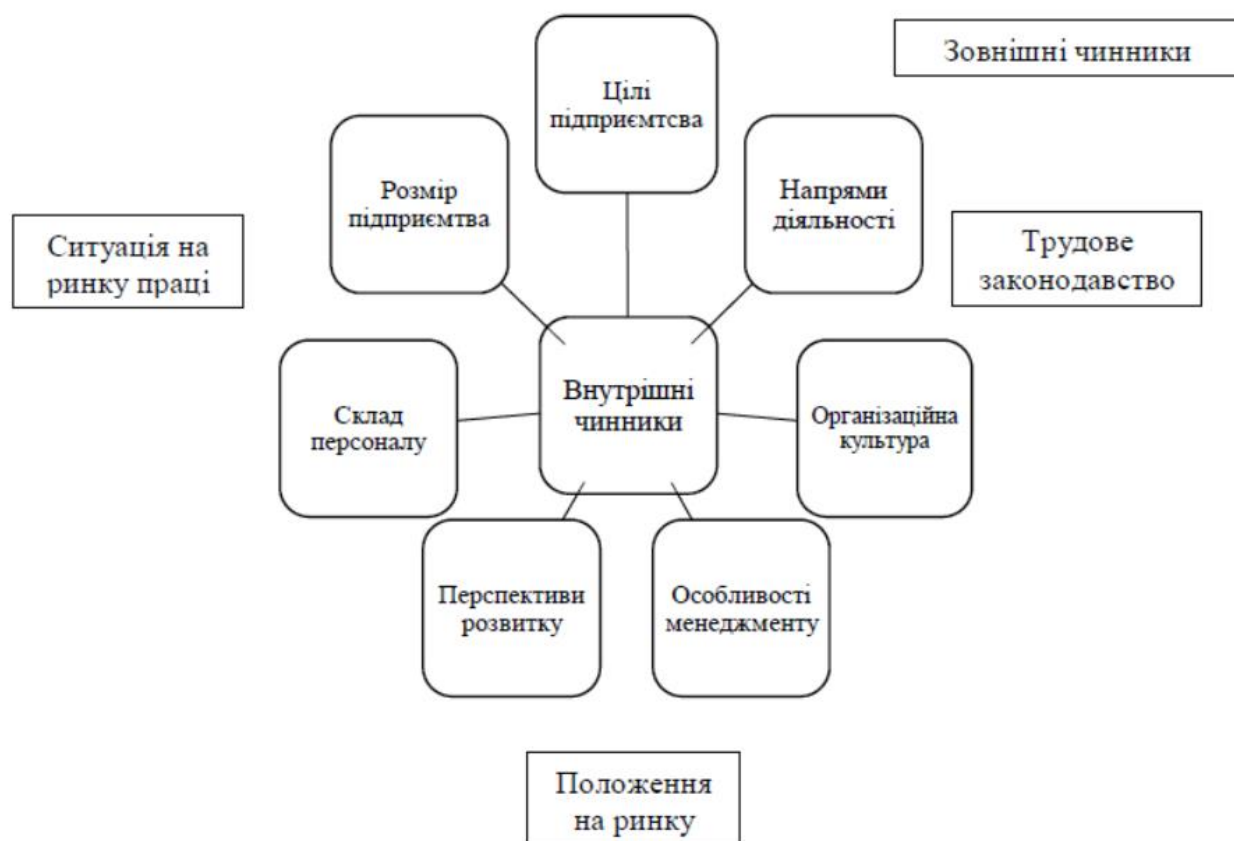 Зовнішні чинники
Цілі
підприємтсва
Розмір
підприємтва
Напрями
діяльності
Ситуація на
ринку праці
Трудове
законодавство
Внутрішні
чинники
Склад
персоналу
Організаційна
культура
Перспективи
розвитку
Особливості
менеджменту
Положення
на ринку